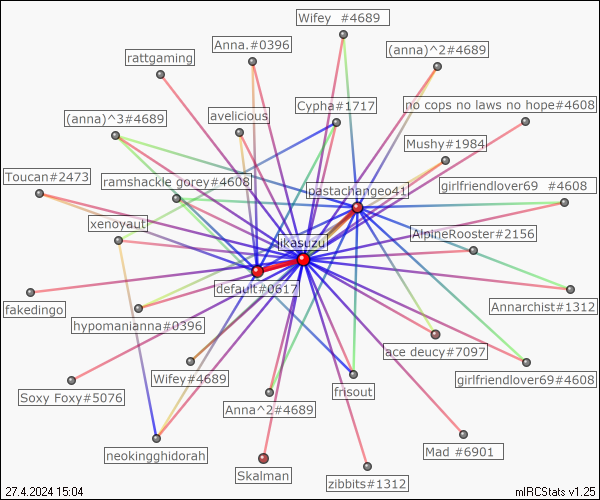 Wifey  #4689
Anna.#0396
(anna)^2#4689
rattgaming
Cypha#1717
no cops no laws no hope#4608
(anna)^3#4689
avelicious
Mushy#1984
Toucan#2473
ramshackle gorey#4608
pastachangeo41
girlfriendlover69  #4608
xenoyaut
AlpineRooster#2156
likasuzu
default#0617
fakedingo
Annarchist#1312
hypomanianna#0396
ace deucy#7097
Wifey#4689
girlfriendlover69#4608
Soxy Foxy#5076
frisout
Anna^2#4689
neokingghidorah
Mad #6901
Skalman
zibbits#1312
27.4.2024 15:04
mIRCStats v1.25